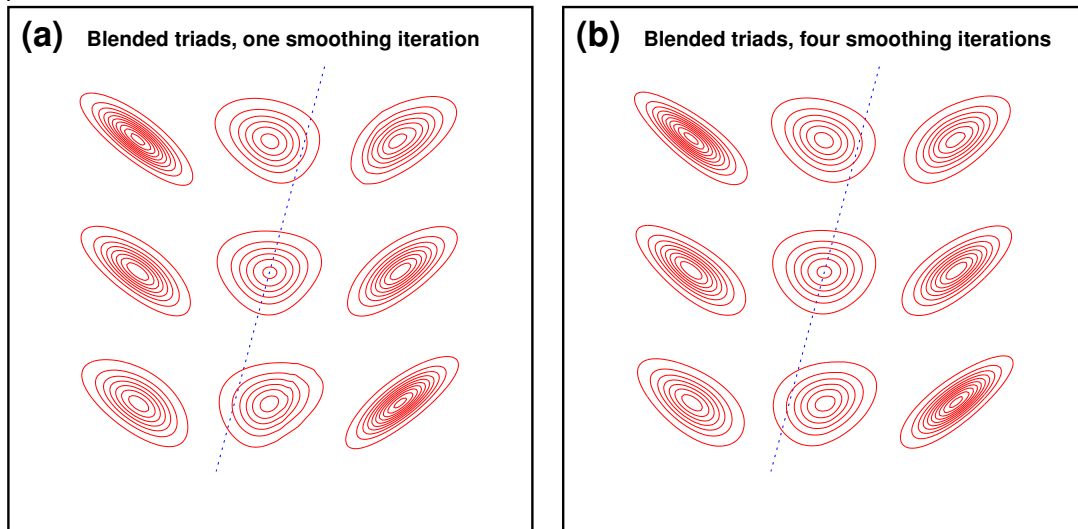 (a) Blended triads, one smoothing iteration
(b) Blended triads, four smoothing iterations